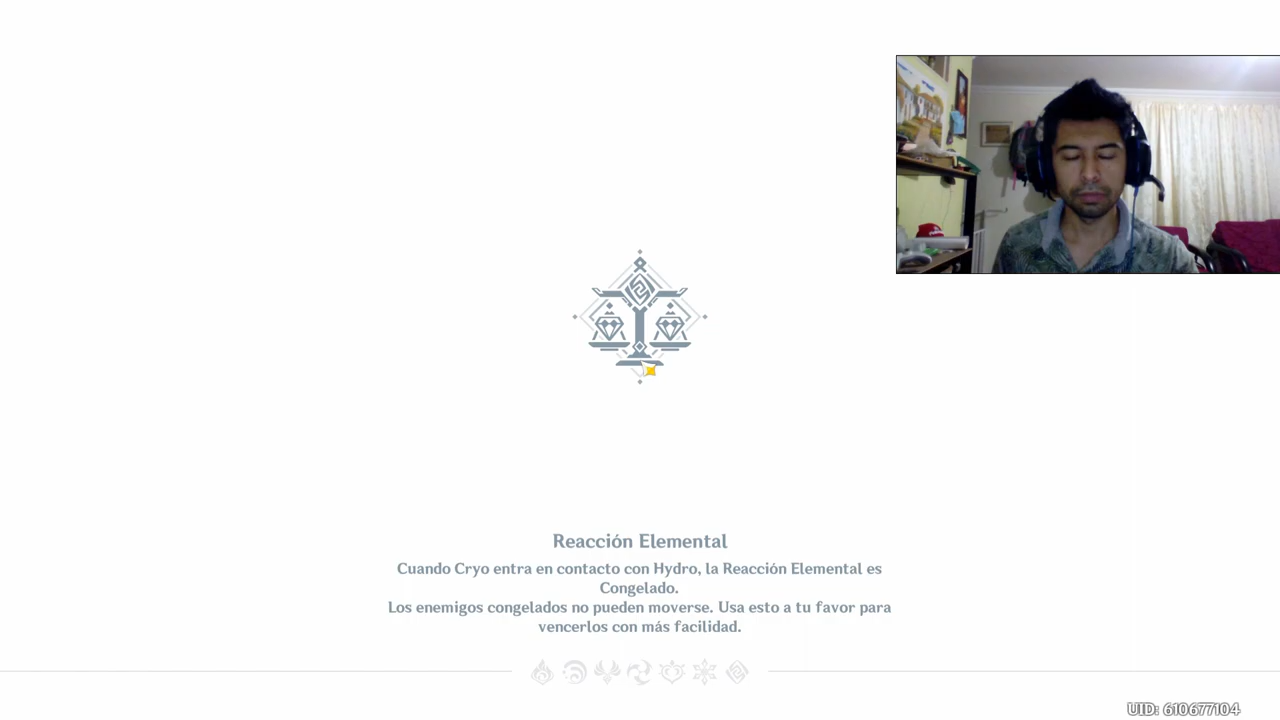 Reacción Elemental
Cuando Cryo entra en contacto con Hydro, la Reacción Elemental es
Congelado.
Los enemigos congelados no pueden moverse. Usa esto a tu favor para
vencerlos con más facilidad.
UID: 610677104